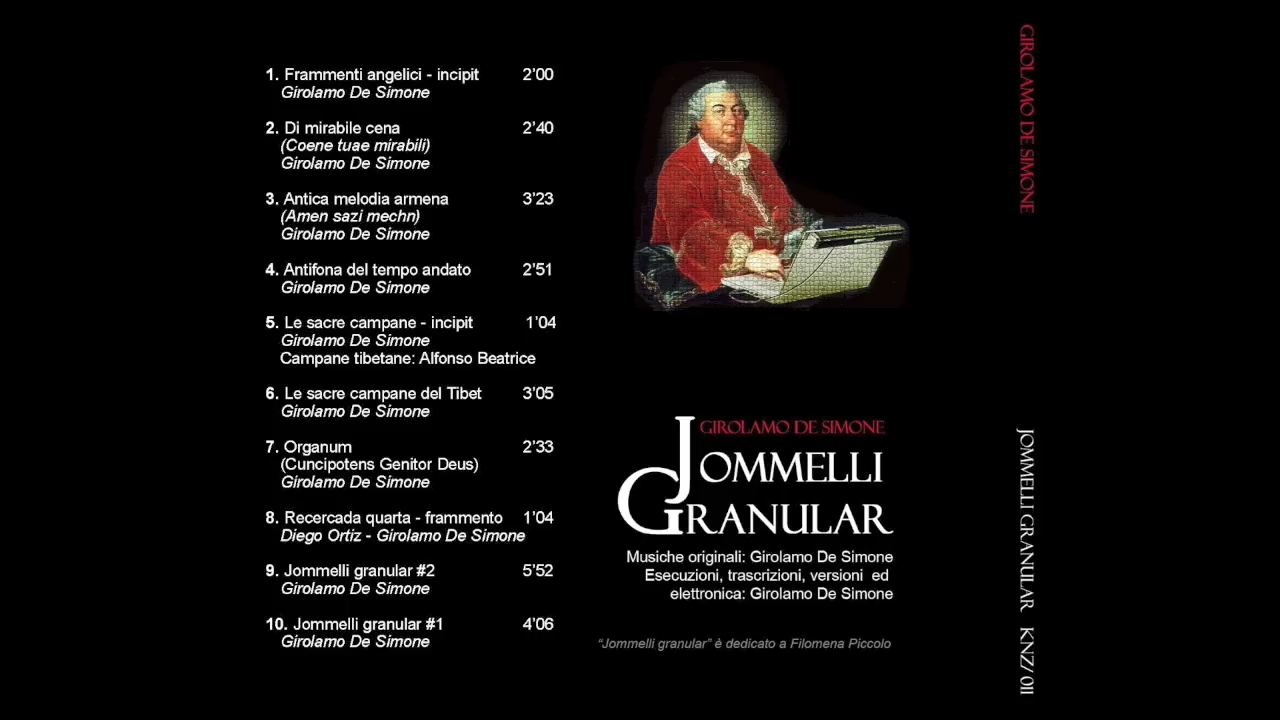 1. Frammenti angelici - incipit 2'00
Girolamo De Simone
2. Di mirabile cena 2'40
(Coene tuae mirabili)
Girolamo De Simone
3. Antica melodia armena 3'23
(Amen sazi mechn)
Girolamo De Simone
4. Antifona del tempo andato 2'51
Girolamo De Simone
5. Le sacre campane - incipit 1'04
Girolamo De Simone
Campane tibetane: Alfonso Beatrice
6. Le sacre campane del Tibet 3'05
Girolamo De Simone
7. Organum 2'33
(Cuncipotens Genitor Deus)
Girolamo De Simone
8. Recercada quarta - frammento 1'04
Diego Ortiz - Girolamo De Simone
9. Jommelli granular #2 5'52
Girolamo De Simone
10. Jommelli granular #1 4'06
Girolamo De Simone
GIROLAMO DE SIMONE
JOMMELLI
GRANULAR
Musiche originali: Girolamo De Simone
Esecuzioni, trascrizioni, versioni ed
elettronica: Girolamo De Simone
“Jommelli granular” è dedicato a Filomena Piccolo
GIROLAMO DE SIMONE
JOMMELLI GRANULAR KNZ/ 011